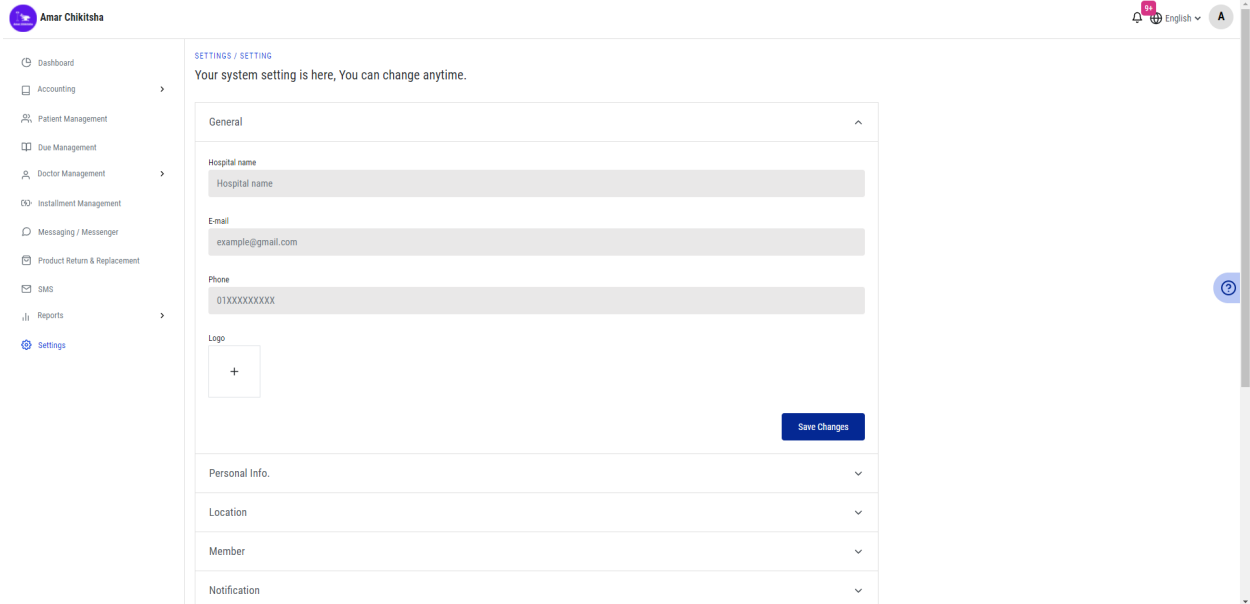 Amar Chikitsha
9+
English
A
Dashboard
Accounting
Patient Management
Due Management
Doctor Management
Installment Management
Messaging / Messenger
Product Return & Replacement
SMS
Reports
Settings
SETTINGS / SETTING
Your system setting is here, You can change anytime.
General
Hospital name
Hospital name
E-mail
example@gmail.com
Phone
01XXXXXXXXX
Logo
+
Save Changes
Personal Info.
Location
Member
Notification